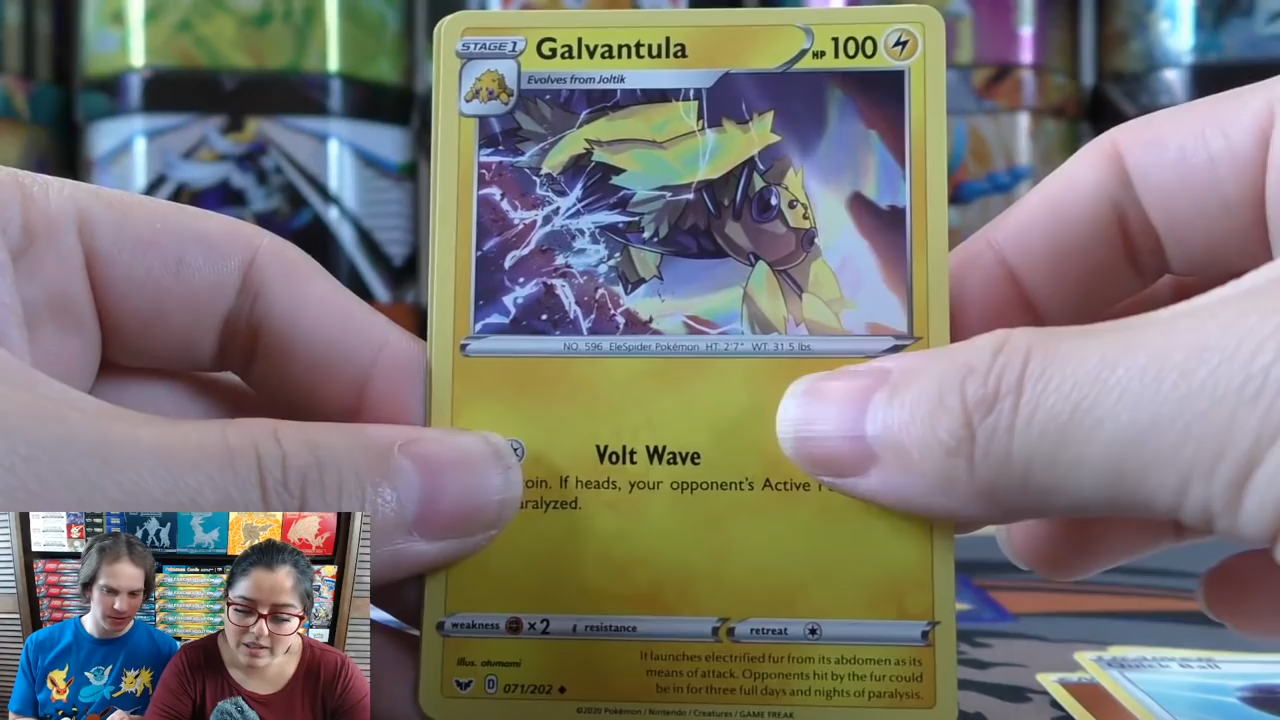 STAGE 1
Galvantula
HP 100
Evolves from Joltik
NO. 596 EleSpider Pokémon HT: 2'7" WT: 31.5 lbs.
Volt Wave
oin. If heads, your opponent's Active
aralyzed.
weakness ×2 resistance
retreat
Illus. otumami
It launches electrified fur from its abdomen as its
means of attack. Opponents hit by the fur could
be in for three full days and nights of paralysis.
D 071/202
©2020 Pokémon / Nintendo / Creatures / GAME FREAK
Quick Ball